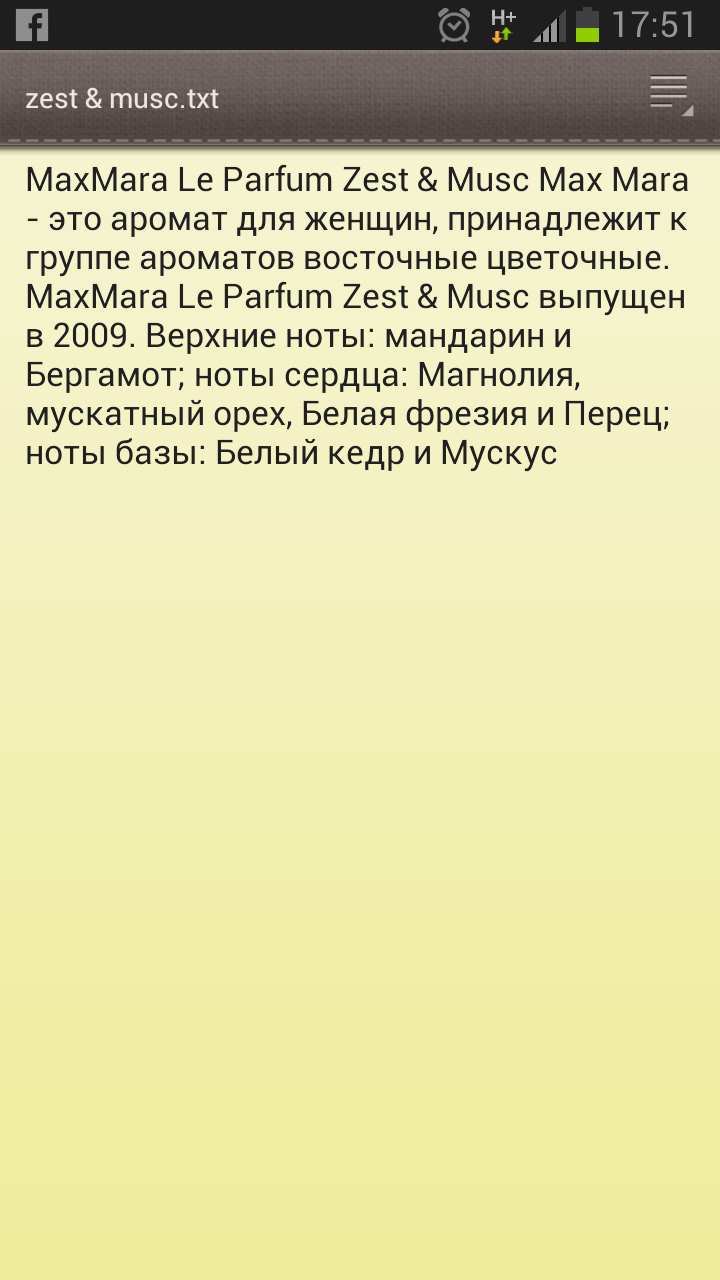 H+
17:51
zest & musc.txt
MaxMara Le Parfum Zest & Musc Max Mara
- это аромат для женщин, принадлежит к
группе ароматов восточные цветочные.
MaxMara Le Parfum Zest & Musc выпущен
в 2009. Верхние ноты: мандарин и
Бергамот; ноты сердца: Магнолия,
мускатный орех, Белая фрезия и Перец;
ноты базы: Белый кедр и Мускус